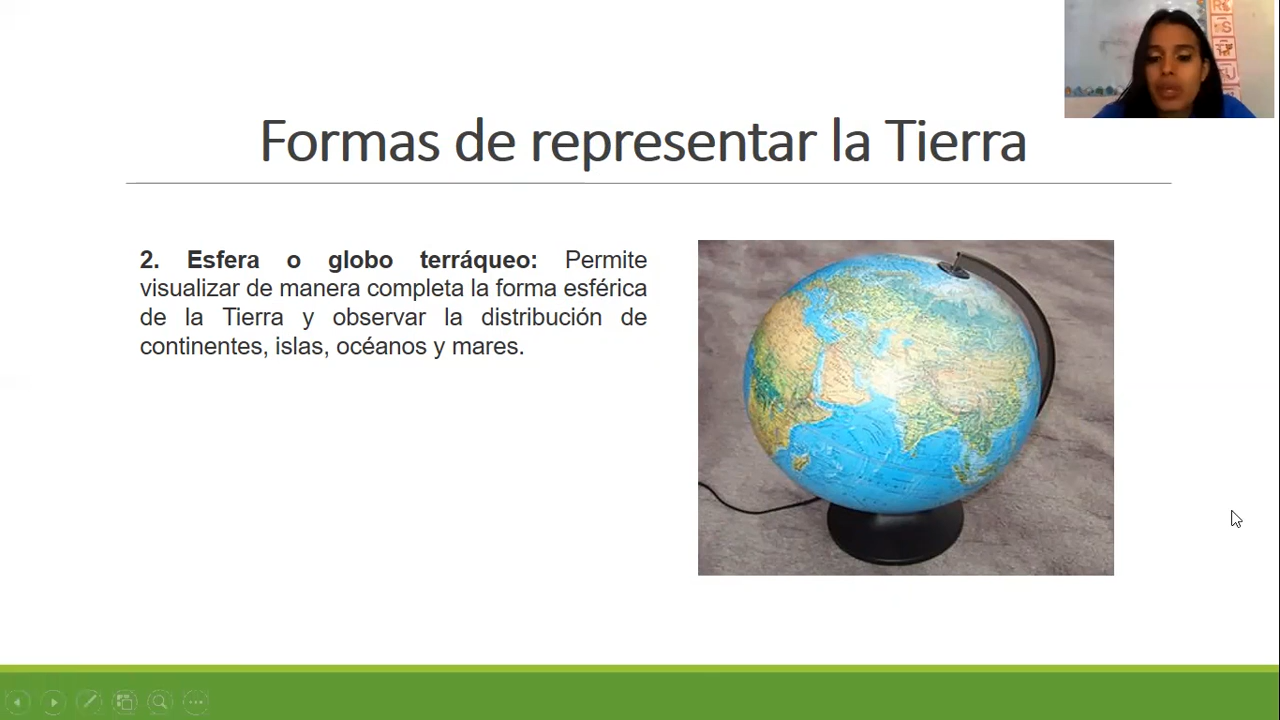 Formas de representar la Tierra
2. Esfera o globo terráqueo: Permite
visualizar de manera completa la forma esférica
de la Tierra y observar la distribución de
continentes, islas, océanos y mares.